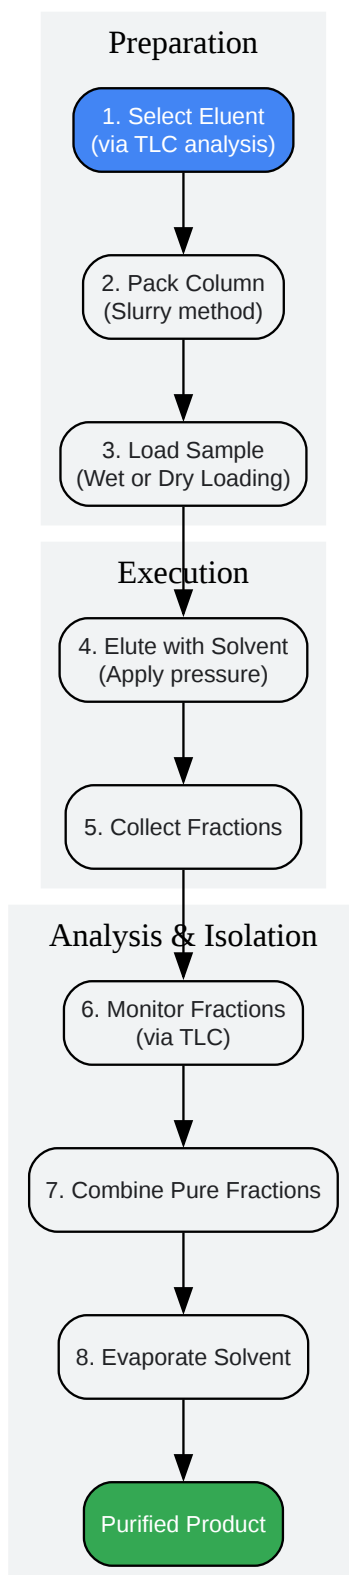 Preparation
1. Select Eluent
(via TLC analysis)
2. Pack Column
(Slurry method)
3. Load Sample
(Wet or Dry Loading)
Execution
4. Elute with Solvent
(Apply pressure)
5. Collect Fractions
Analysis & Isolation
6. Monitor Fractions
(via TLC)
7. Combine Pure Fractions
8. Evaporate Solvent
Purified Product